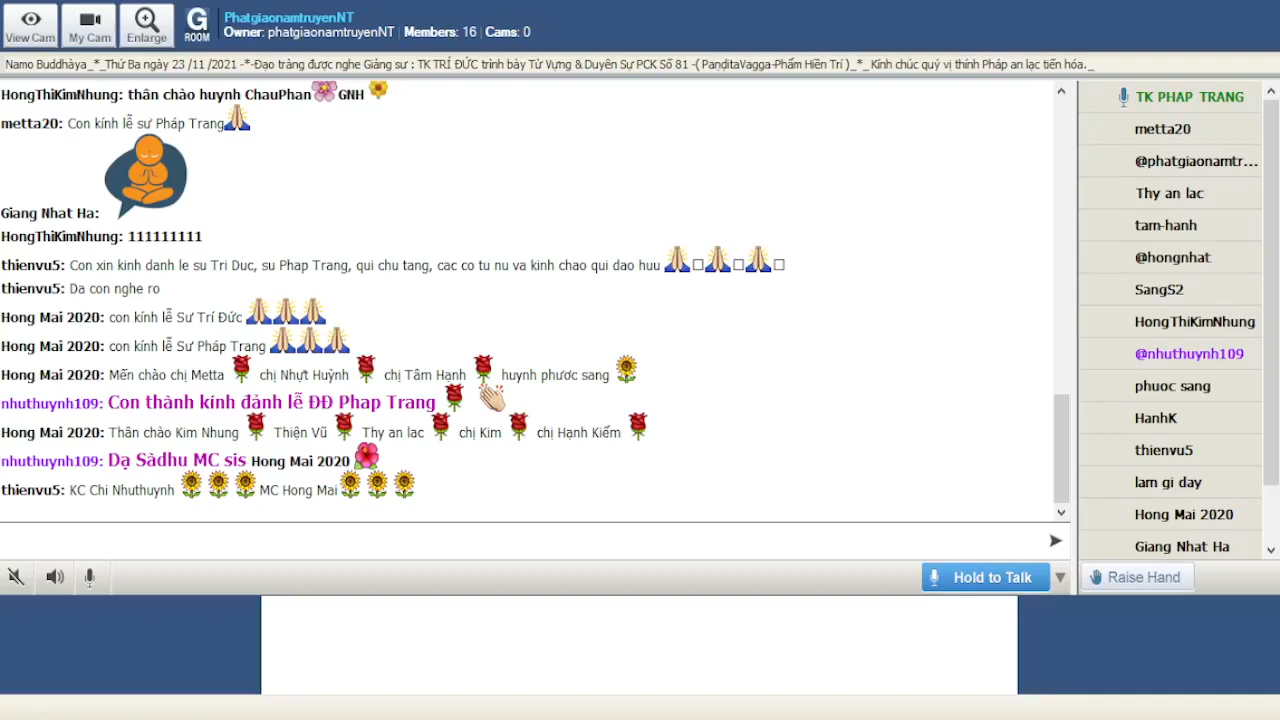 View Cam
My Cam
Enlarge
G
ROOM
PhatgiaonamtruyenNT
Owner: phatgiaonamtruyenNT | Members: 16 | Cams: 0
Namo Buddhàya_*_Thứ Ba ngày 23 /11 /2021 -*-Đạo tràng được nghe Giảng sư : TK TRÍ ĐỨC trình bày Từ Vựng & Duyên Sự PCK Số 81 -( PaṇḍitaVagga-Phẩm Hiền Trí )_*_ Kính chúc quý vị thính Pháp an lạc tiến hóa._
HongThiKimNhung: thân chào huynh ChauPhan GNH
metta20: Con kính lễ sư Pháp Trang
Giang Nhat Ha:
HongThiKimNhung: 111111111
thienvu5: Con xin kinh danh le su Tri Duc, su Phap Trang, qui chu tang, cac co tu nu va kinh chao qui dao huu
thienvu5: Da con nghe ro
Hong Mai 2020: con kính lễ Sư Trí Đức
Hong Mai 2020: con kính lễ Sư Pháp Trang
Hong Mai 2020: Mến chào chị Metta chị Như Huỳnh chị Tâm Hạnh huynh phươc sang
nhuthuynh109: Con thành kính đảnh lễ ĐĐ Phap Trang
Hong Mai 2020: Thân chào Kim Nhung Thiện Vũ Thy an lac chị Kim chị Hạnh Kiểm
nhuthuynh109: Dạ Sàdhu MC sis Hong Mai 2020
thienvu5: KC Chi Nhuthuynh MC Hong Mai
Hold to Talk
TK PHAP TRANG
metta20
@phatgiaonamtr...
Thy an lac
tam-hanh
@hongnhat
SangS2
HongThiKimNhung
@nhuthuynh109
phuoc sang
HanhK
thienvu5
lam gi day
Hong Mai 2020
Giang Nhat Ha
Raise Hand